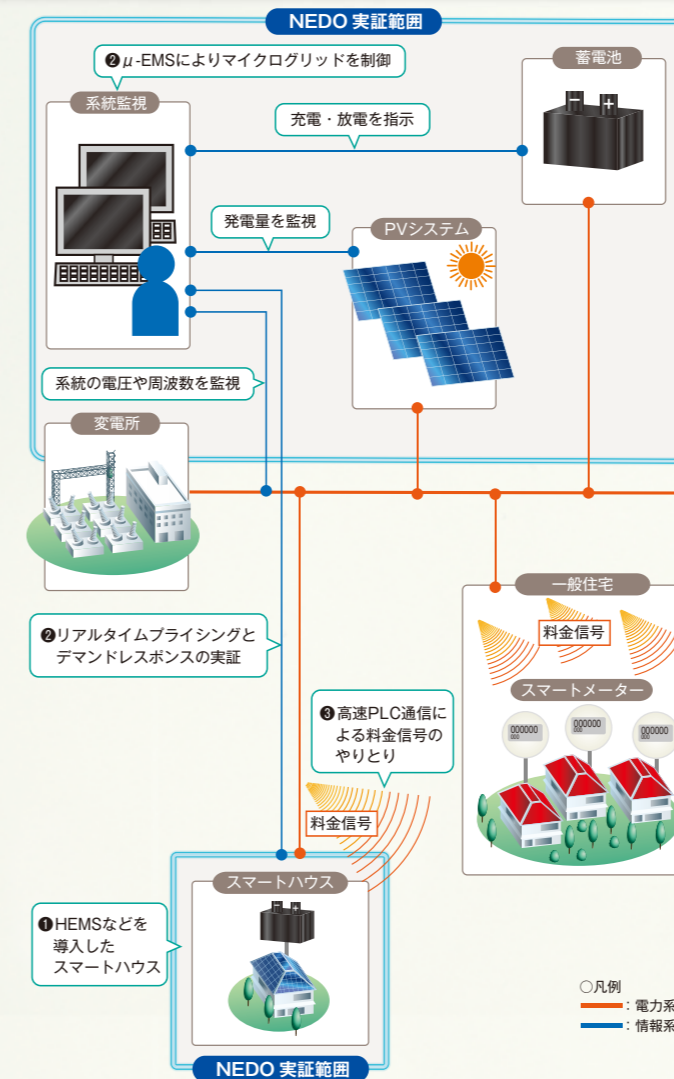 NEDO 実証範囲
❷μ-EMSによりマイクログリッドを制御
系統監視
蓄電池
充電・放電を指示
発電量を監視
PVシステム
系統の電圧や周波数を監視
変電所
❷リアルタイムプライシングと
デマンドレスポンスの実証
一般住宅
料金信号
スマートメーター
000000
000
000000
000
000000
000
❸高速PLC通信に
よる料金信号の
やりとり
料金信号
スマートハウス
❶HEMSなどを
導入した
スマートハウス
NEDO 実証範囲
○凡例
：電力系
：情報系